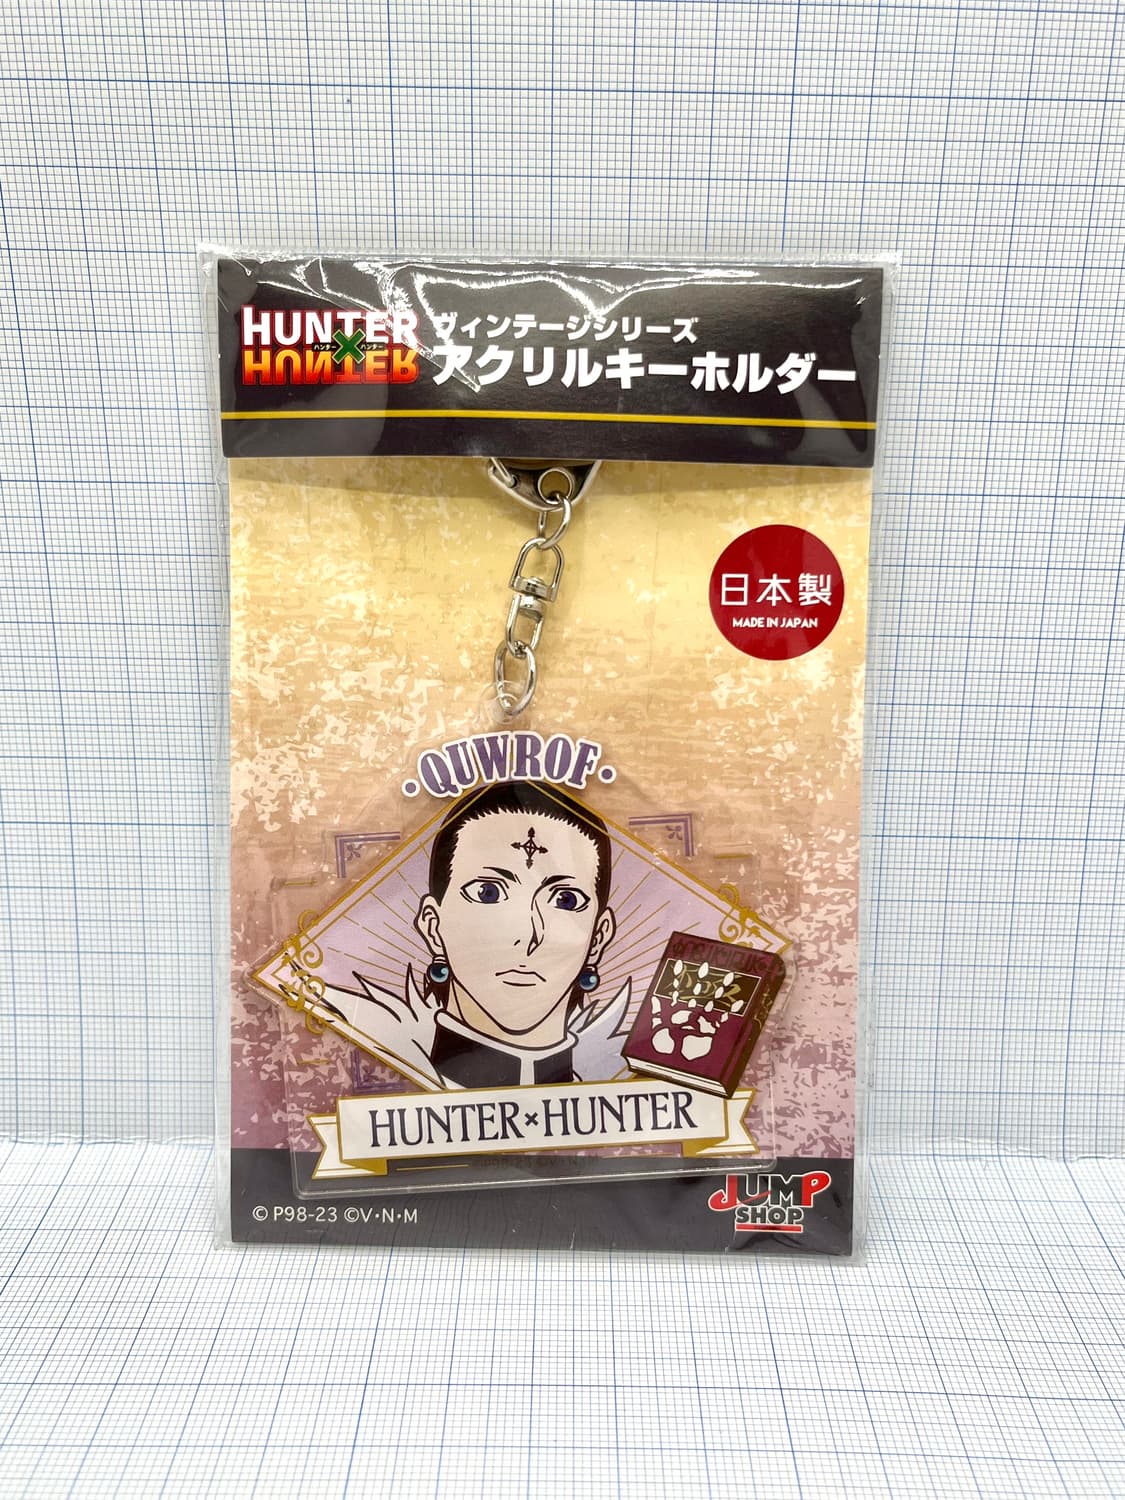 HUNTER
ハンター×ハンター
HUNTER
ヴィンテージシリーズ
アクリルキーホルダー
日本製
MADE IN JAPAN
・QUWROF・
HUNTER×HUNTER
© P98-23 ©V・N・M
JUMP
SHOP